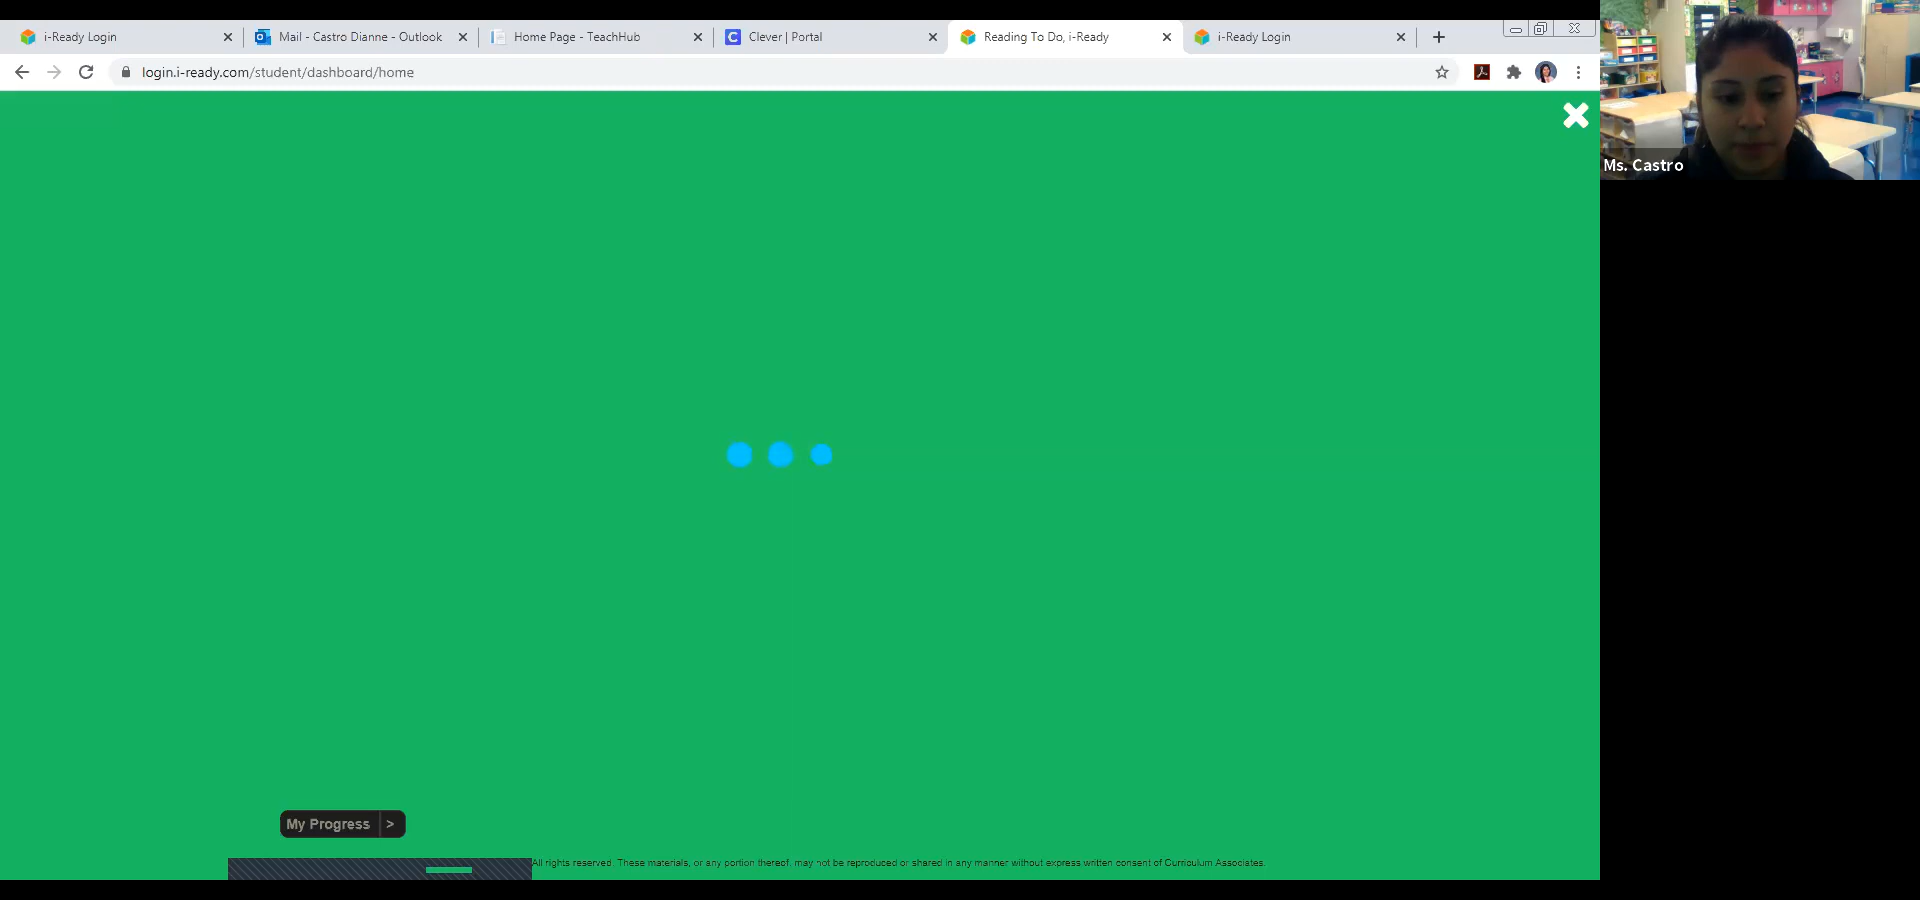 i-Ready Login
Mail - Castro Dianne - Outlook
Home Page - TeachHub
Clever | Portal
Reading To Do, i-Ready
i-Ready Login
login.i-ready.com/student/dashboard/home
Ms. Castro
My Progress >
All rights reserved. These materials, or any portion thereof, may not be reproduced or shared in any manner without express written consent of Curriculum Associates.